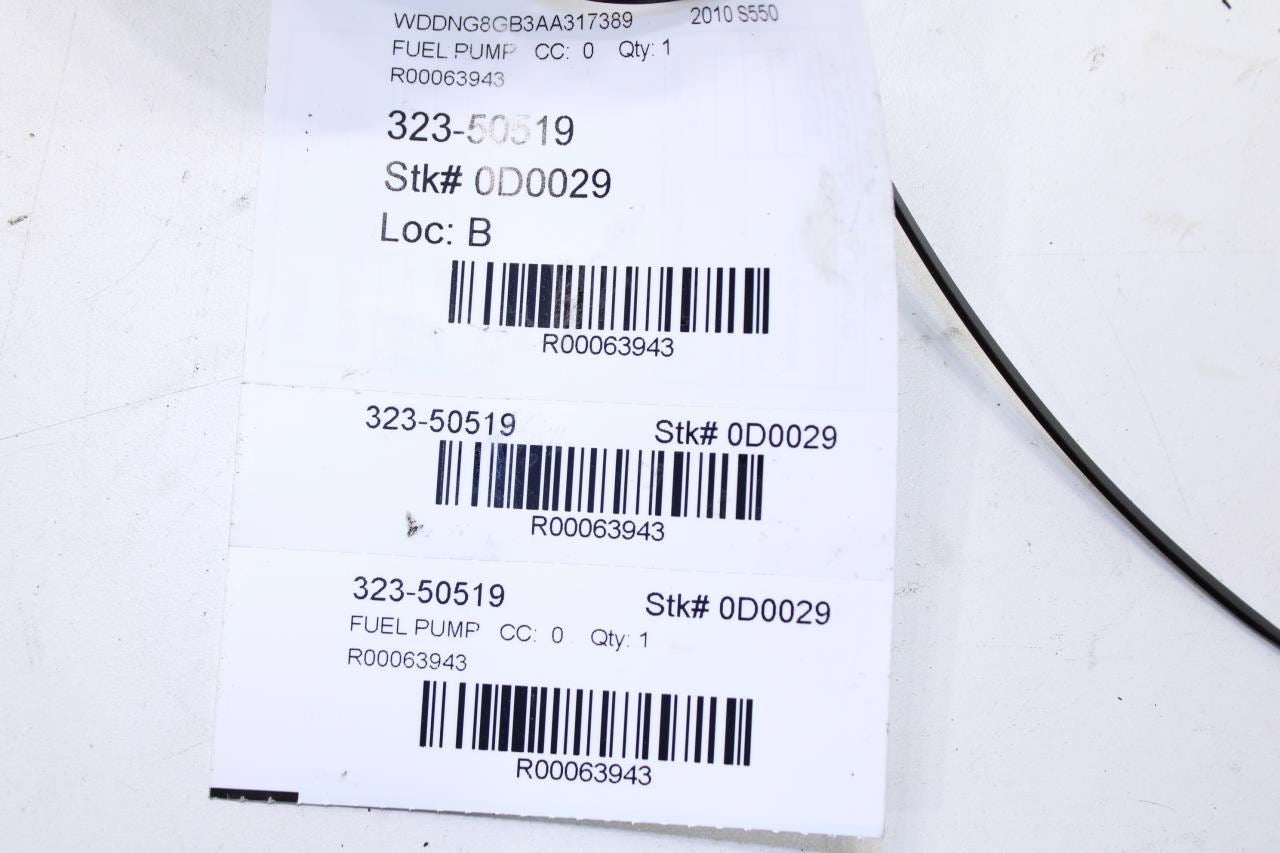 WDDNG8GB3AA317389 2010 S550
FUEL PUMP CC: 0 Qty: 1
R00063943
323-50519
Stk# 0D0029
Loc: B
R00063943
323-50519 Stk# 0D0029
R00063943
323-50519 Stk# 0D0029
FUEL PUMP CC: 0 Qty: 1
R00063943
R00063943